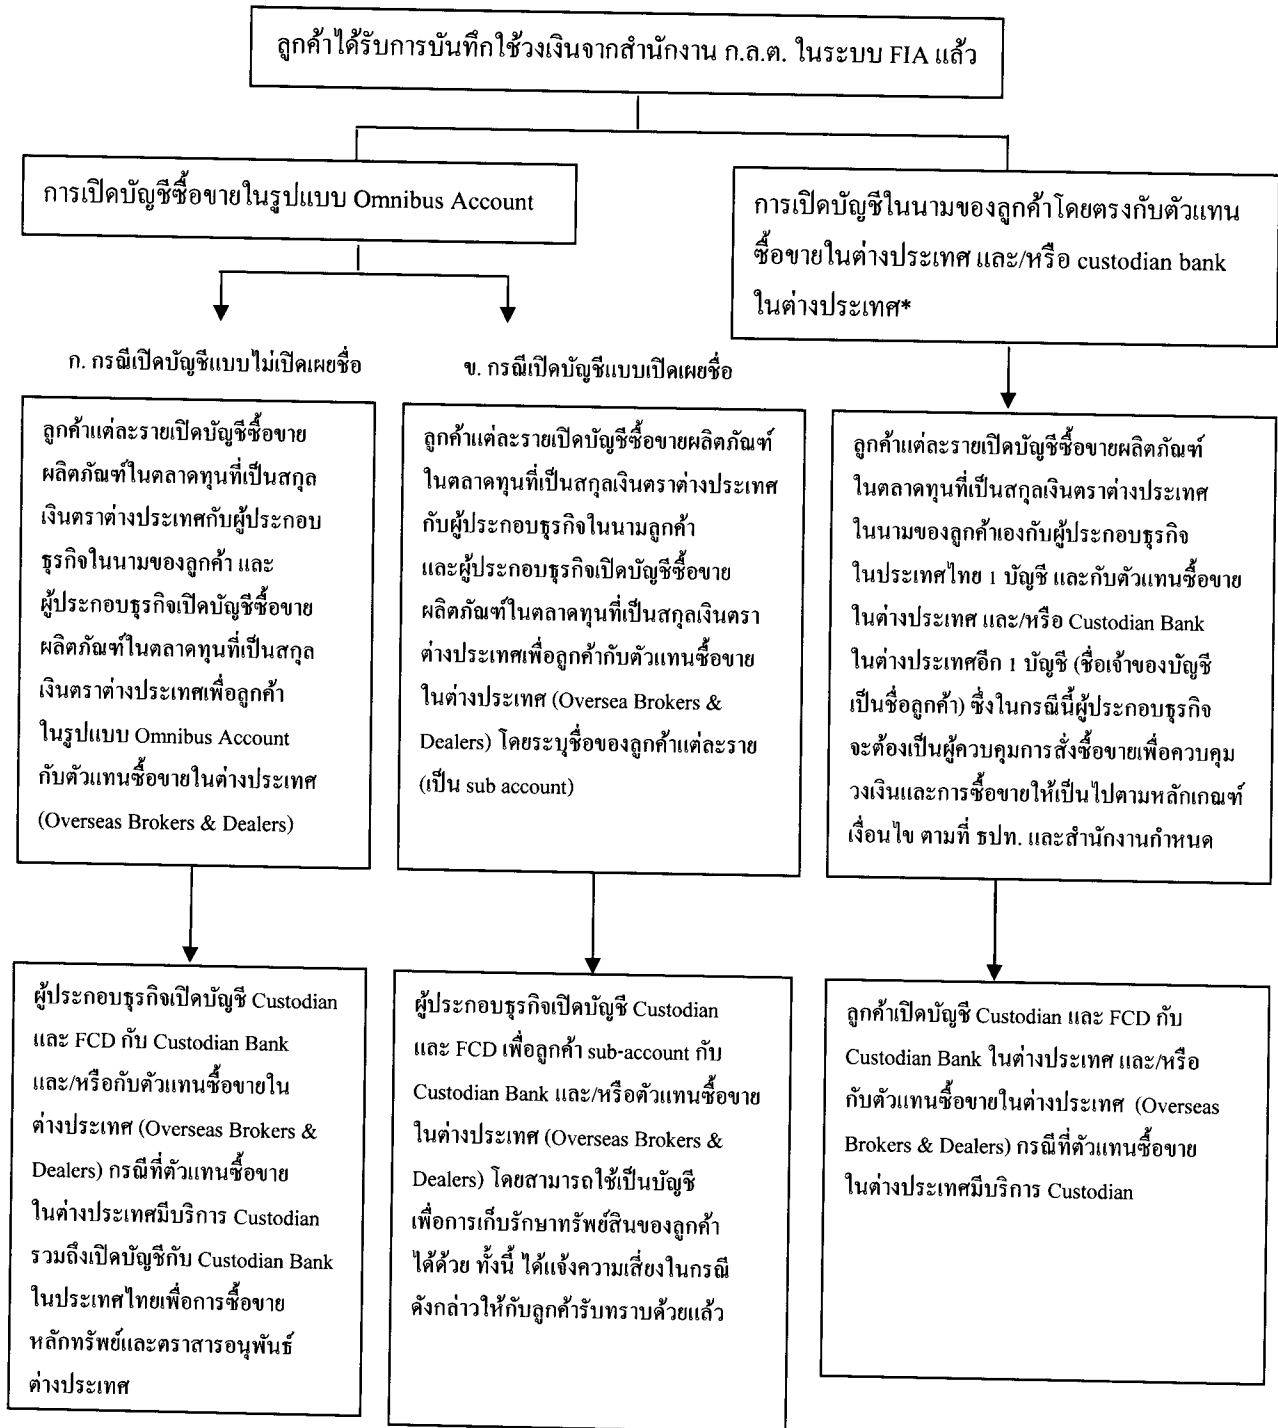 ลูกค้าได้รับการบันทึกใช้วงเงินจากสำนักงาน ก.ล.ต. ในระบบ FIA แล้ว
การเปิดบัญชีซื้อขายในรูปแบบ Omnibus Account
การเปิดบัญชีในนามของลูกค้าโดยตรงกับตัวแทน
ซื้อขายในต่างประเทศ และ/หรือ custodian bank
ในต่างประเทศ*
ก. กรณีเปิดบัญชีแบบไม่เปิดเผยชื่อ
ลูกค้าแต่ละรายเปิดบัญชีซื้อขาย
ผลิตภัณฑ์ในตลาดทุนที่เป็นสกุล
เงินตราต่างประเทศกับผู้ประกอบ
ธุรกิจในนามของลูกค้า และ
ผู้ประกอบธุรกิจเปิดบัญชีซื้อขาย
ผลิตภัณฑ์ในตลาดทุนที่เป็นสกุล
เงินตราต่างประเทศเพื่อลูกค้า
ในรูปแบบ Omnibus Account
กับตัวแทนซื้อขายในต่างประเทศ
(Overseas Brokers & Dealers)
ข. กรณีเปิดบัญชีแบบเปิดเผยชื่อ
ลูกค้าแต่ละรายเปิดบัญชีซื้อขายผลิตภัณฑ์
ในตลาดทุนที่เป็นสกุลเงินตราต่างประเทศ
กับผู้ประกอบธุรกิจในนามลูกค้า
และผู้ประกอบธุรกิจเปิดบัญชีซื้อขาย
ผลิตภัณฑ์ในตลาดทุนที่เป็นสกุลเงินตรา
ต่างประเทศเพื่อลูกค้ากับตัวแทนซื้อขาย
ในต่างประเทศ (Oversea Brokers &
Dealers) โดยระบุชื่อของลูกค้าแต่ละราย
(เป็น sub account)
ลูกค้าแต่ละรายเปิดบัญชีซื้อขายผลิตภัณฑ์
ในตลาดทุนที่เป็นสกุลเงินตราต่างประเทศ
ในนามของลูกค้าเองกับผู้ประกอบธุรกิจ
ในประเทศไทย 1 บัญชี และกับตัวแทนซื้อขาย
ในต่างประเทศ และ/หรือ Custodian Bank
ในต่างประเทศอีก 1 บัญชี (ชื่อเจ้าของบัญชี
เป็นชื่อลูกค้า) ซึ่งในกรณีนี้ผู้ประกอบธุรกิจ
จะต้องเป็นผู้ควบคุมการสั่งซื้อขายเพื่อควบคุม
วงเงินและการซื้อขายให้เป็นไปตามหลักเกณฑ์
เงื่อนไข ตามที่ ธปท. และสำนักงานกำหนด
ผู้ประกอบธุรกิจเปิดบัญชี Custodian
และ FCD กับ Custodian Bank
และ/หรือกับตัวแทนซื้อขายใน
ต่างประเทศ (Overseas Brokers &
Dealers) กรณีที่ตัวแทนซื้อขาย
ในต่างประเทศมีบริการ Custodian
รวมถึงเปิดบัญชีกับ Custodian Bank
ในประเทศไทยเพื่อการซื้อขาย
หลักทรัพย์และตราสารอนุพันธ์
ต่างประเทศ
ผู้ประกอบธุรกิจเปิดบัญชี Custodian
และ FCD เพื่อลูกค้า sub-account กับ
Custodian Bank และ/หรือตัวแทนซื้อขาย
ในต่างประเทศ (Overseas Brokers &
Dealers) โดยสามารถใช้เป็นบัญชี
เพื่อการเก็บรักษาทรัพย์สินของลูกค้า
ได้ด้วย ทั้งนี้ ได้แจ้งความเสี่ยงในกรณี
ดังกล่าวให้กับลูกค้ารับทราบด้วยแล้ว
ลูกค้าเปิดบัญชี Custodian และ FCD กับ
Custodian Bank ในต่างประเทศ และ/หรือ
กับตัวแทนซื้อขายในต่างประเทศ (Overseas
Brokers & Dealers) กรณีที่ตัวแทนซื้อขาย
ในต่างประเทศมีบริการ Custodian